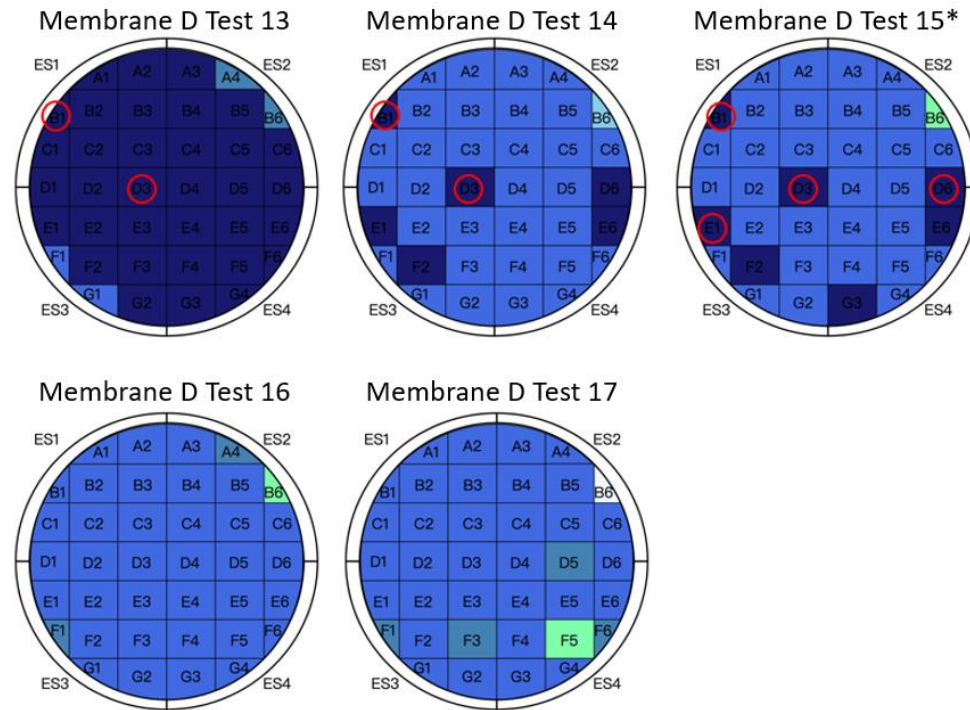 Membrane D Test 13
Membrane D Test 14
Membrane D Test 15*
ES1 ES2
A1 A2 A3 A4
B1 B2 B3 B4 B5 B6
C1 C2 C3 C4 C5 C6
D1 D2 D3 D4 D5 D6
E1 E2 E3 E4 E5 E6
F1 F2 F3 F4 F5 F6
G1 G2 G3 G4
ES3 ES4
ES1 ES2
A1 A2 A3 A4
B1 B2 B3 B4 B5 B6
C1 C2 C3 C4 C5 C6
D1 D2 D3 D4 D5 D6
E1 E2 E3 E4 E5 E6
F1 F2 F3 F4 F5 F6
G1 G2 G3 G4
ES3 ES4
ES1 ES2
A1 A2 A3 A4
B1 B2 B3 B4 B5 B6
C1 C2 C3 C4 C5 C6
D1 D2 D3 D4 D5 D6
E1 E2 E3 E4 E5 E6
F1 F2 F3 F4 F5 F6
G1 G2 G3 G4
ES3 ES4
Membrane D Test 16
Membrane D Test 17
ES1 ES2
A1 A2 A3 A4
B1 B2 B3 B4 B5 B6
C1 C2 C3 C4 C5 C6
D1 D2 D3 D4 D5 D6
E1 E2 E3 E4 E5 E6
F1 F2 F3 F4 F5 F6
G1 G2 G3 G4
ES3 ES4
ES1 ES2
A1 A2 A3 A4
B1 B2 B3 B4 B5 B6
C1 C2 C3 C4 C5 C6
D1 D2 D3 D4 D5 D6
E1 E2 E3 E4 E5 E6
F1 F2 F3 F4 F5 F6
G1 G2 G3 G4
ES3 ES4